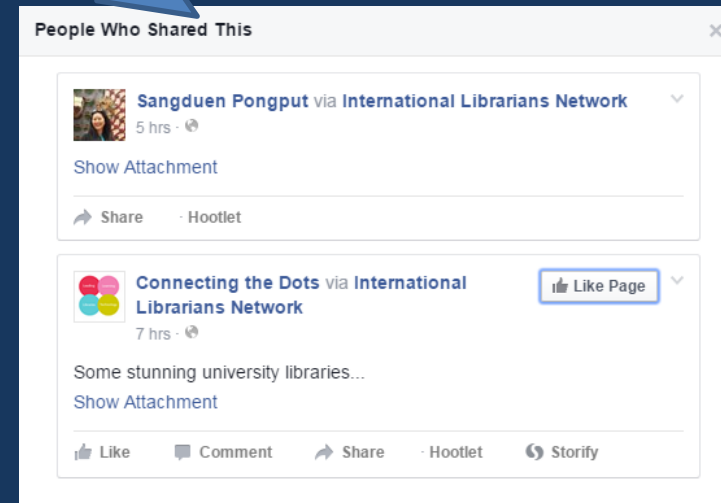 People Who Shared This
Sangduen Pongput via International Librarians Network
5 hrs ·
Show Attachment
Share · Hootlet
Connecting the Dots via International
Librarians Network
Like Page
7 hrs ·
Some stunning university libraries...
Show Attachment
Like Comment Share · Hootlet Storify